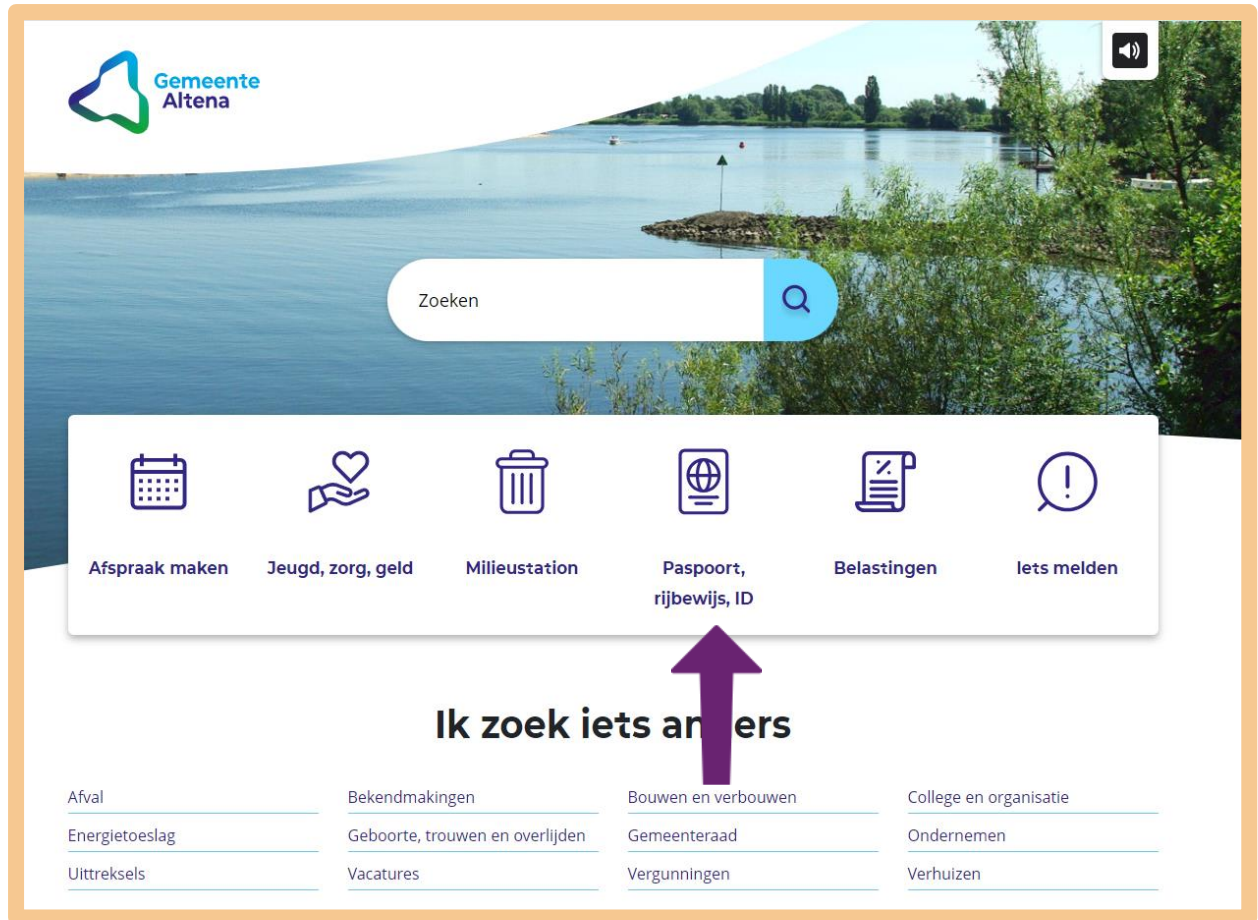 Gemeente
Altena
Zoeken
Afspraak maken
Jeugd, zorg, geld
Milieustation
Paspoort,
rijbewijs, ID
Belastingen
Iets melden
Ik zoek iets anders
Afval
Bekendmakingen
Bouwen en verbouwen
College en organisatie
Energietoeslag
Geboorte, trouwen en overlijden
Gemeenteraad
Ondernemen
Uittreksels
Vacatures
Vergunningen
Verhuizen